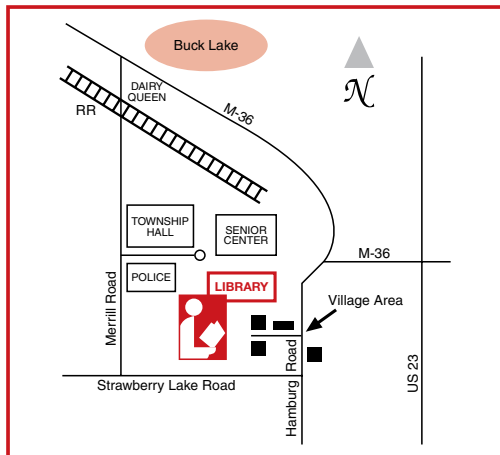 Buck Lake
DAIRY
QUEEN
M-36
N
RR
TOWNSHIP
HALL
SENIOR
CENTER
M-36
POLICE
LIBRARY
Merrill Road
Village Area
Hamburg Road
US 23
Strawberry Lake Road